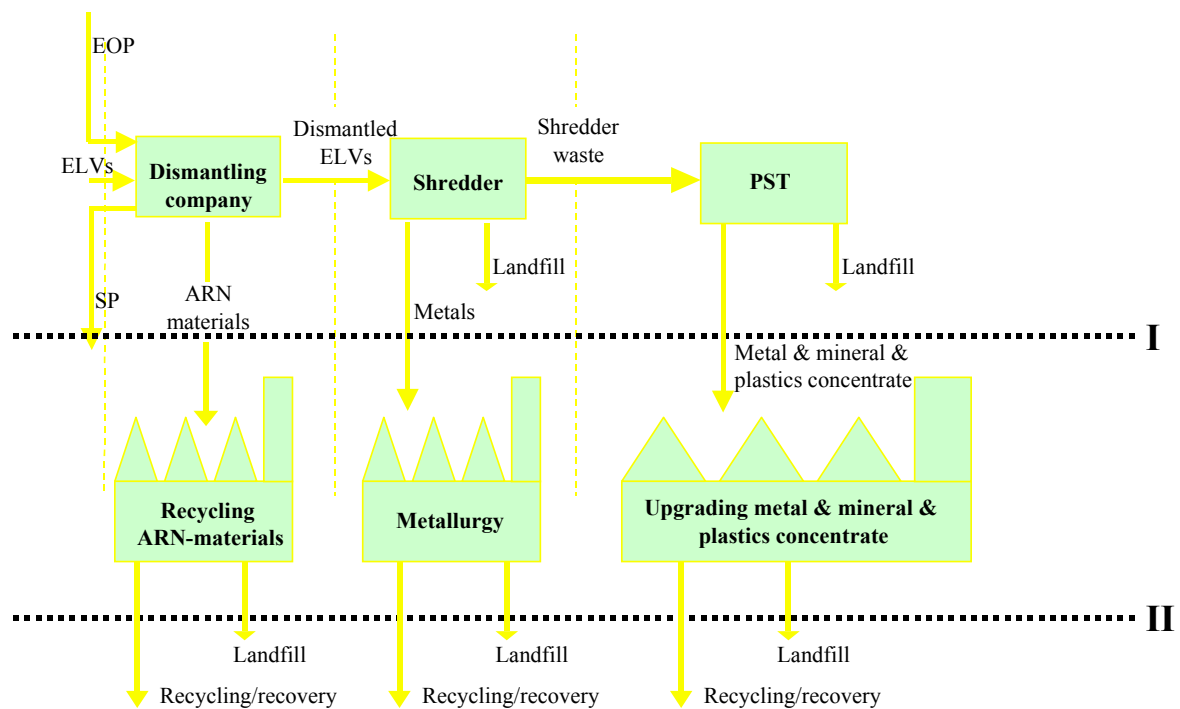 EOP
Dismantled
ELVs
Shredder
waste
ELVs
Dismantling
company
Shredder
PST
Landfill
Landfill
SP
ARN
materials
Metals
I
Metal & mineral &
plastics concentrate
Recycling
ARN-materials
Metallurgy
Upgrading metal & mineral &
plastics concentrate
II
Landfill
Landfill
Landfill
Recycling/recovery
Recycling/recovery
Recycling/recovery